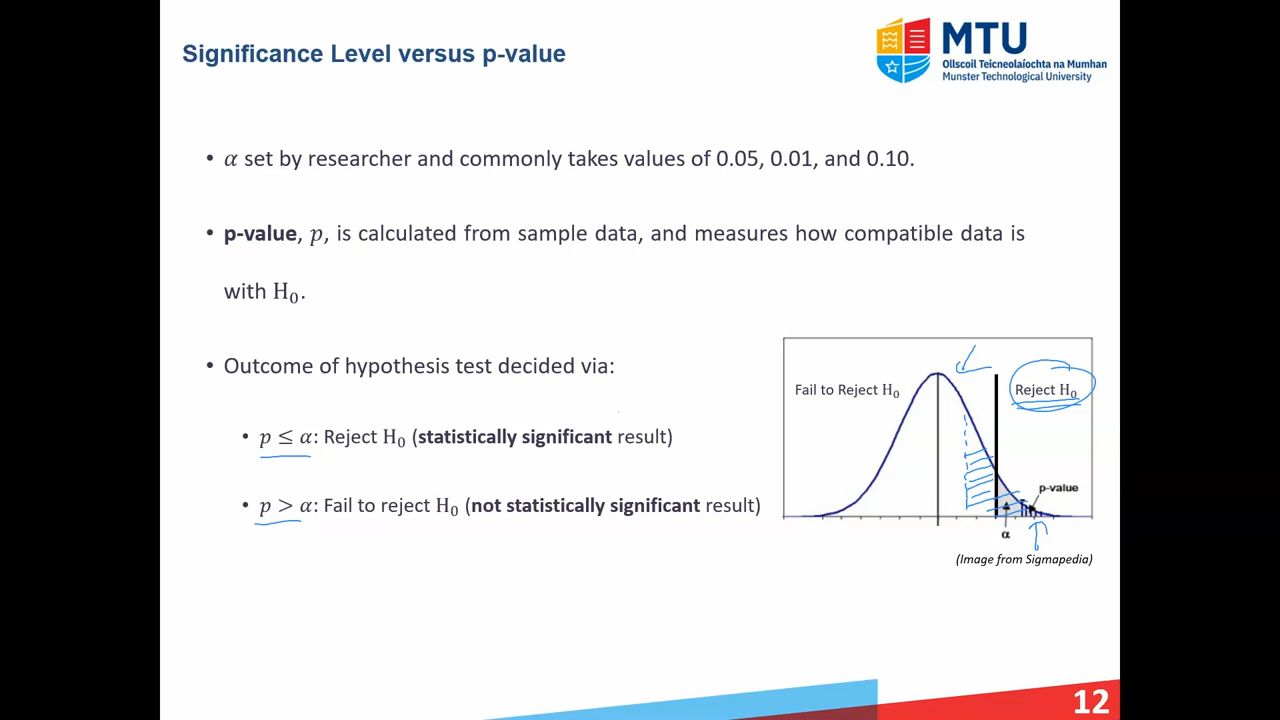 Significance Level versus p-value
MTU
Ollscoil Teicneolaíochta na Mumhan
Munster Technological University
• α set by researcher and commonly takes values of 0.05, 0.01, and 0.10.
• p-value, p, is calculated from sample data, and measures how compatible data is
with H₀.
• Outcome of hypothesis test decided via:
• p ≤ α: Reject H₀ (statistically significant result)
• p > α: Fail to reject H₀ (not statistically significant result)
Fail to Reject H₀
Reject H₀
p-value
α
(Image from Sigmapedia)
12